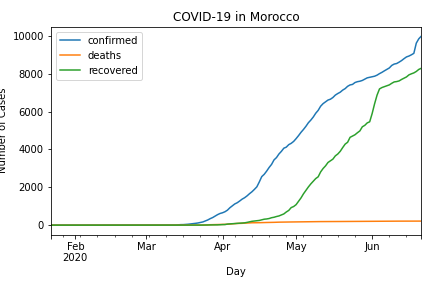 COVID-19 in Morocco
confirmed
deaths
recovered
10000
8000
6000
4000
2000
0
Number of Cases
Feb
2020
Mar
Apr
May
Jun
Day